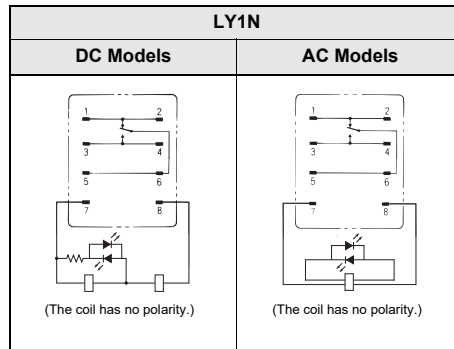 LY1N
DC Models
AC Models
1 2
3 4
5 6
7 8
(The coil has no polarity.)
1 2
3 4
5 6
7 8
(The coil has no polarity.)